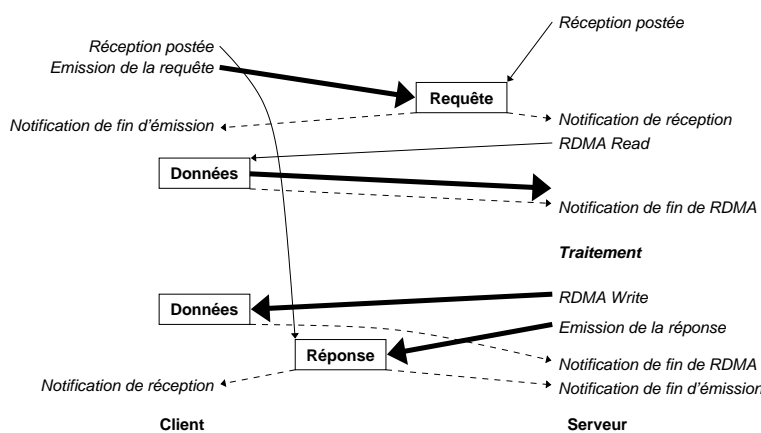 Réception postée
Réception postée
Emission de la requête
Requête
Notification de fin d'émission
Notification de réception
RDMA Read
Données
Notification de fin de RDMA
Traitement
Données
RDMA Write
Emission de la réponse
Réponse
Notification de fin de RDMA
Notification de réception
Notification de fin d'émission
Client
Serveur